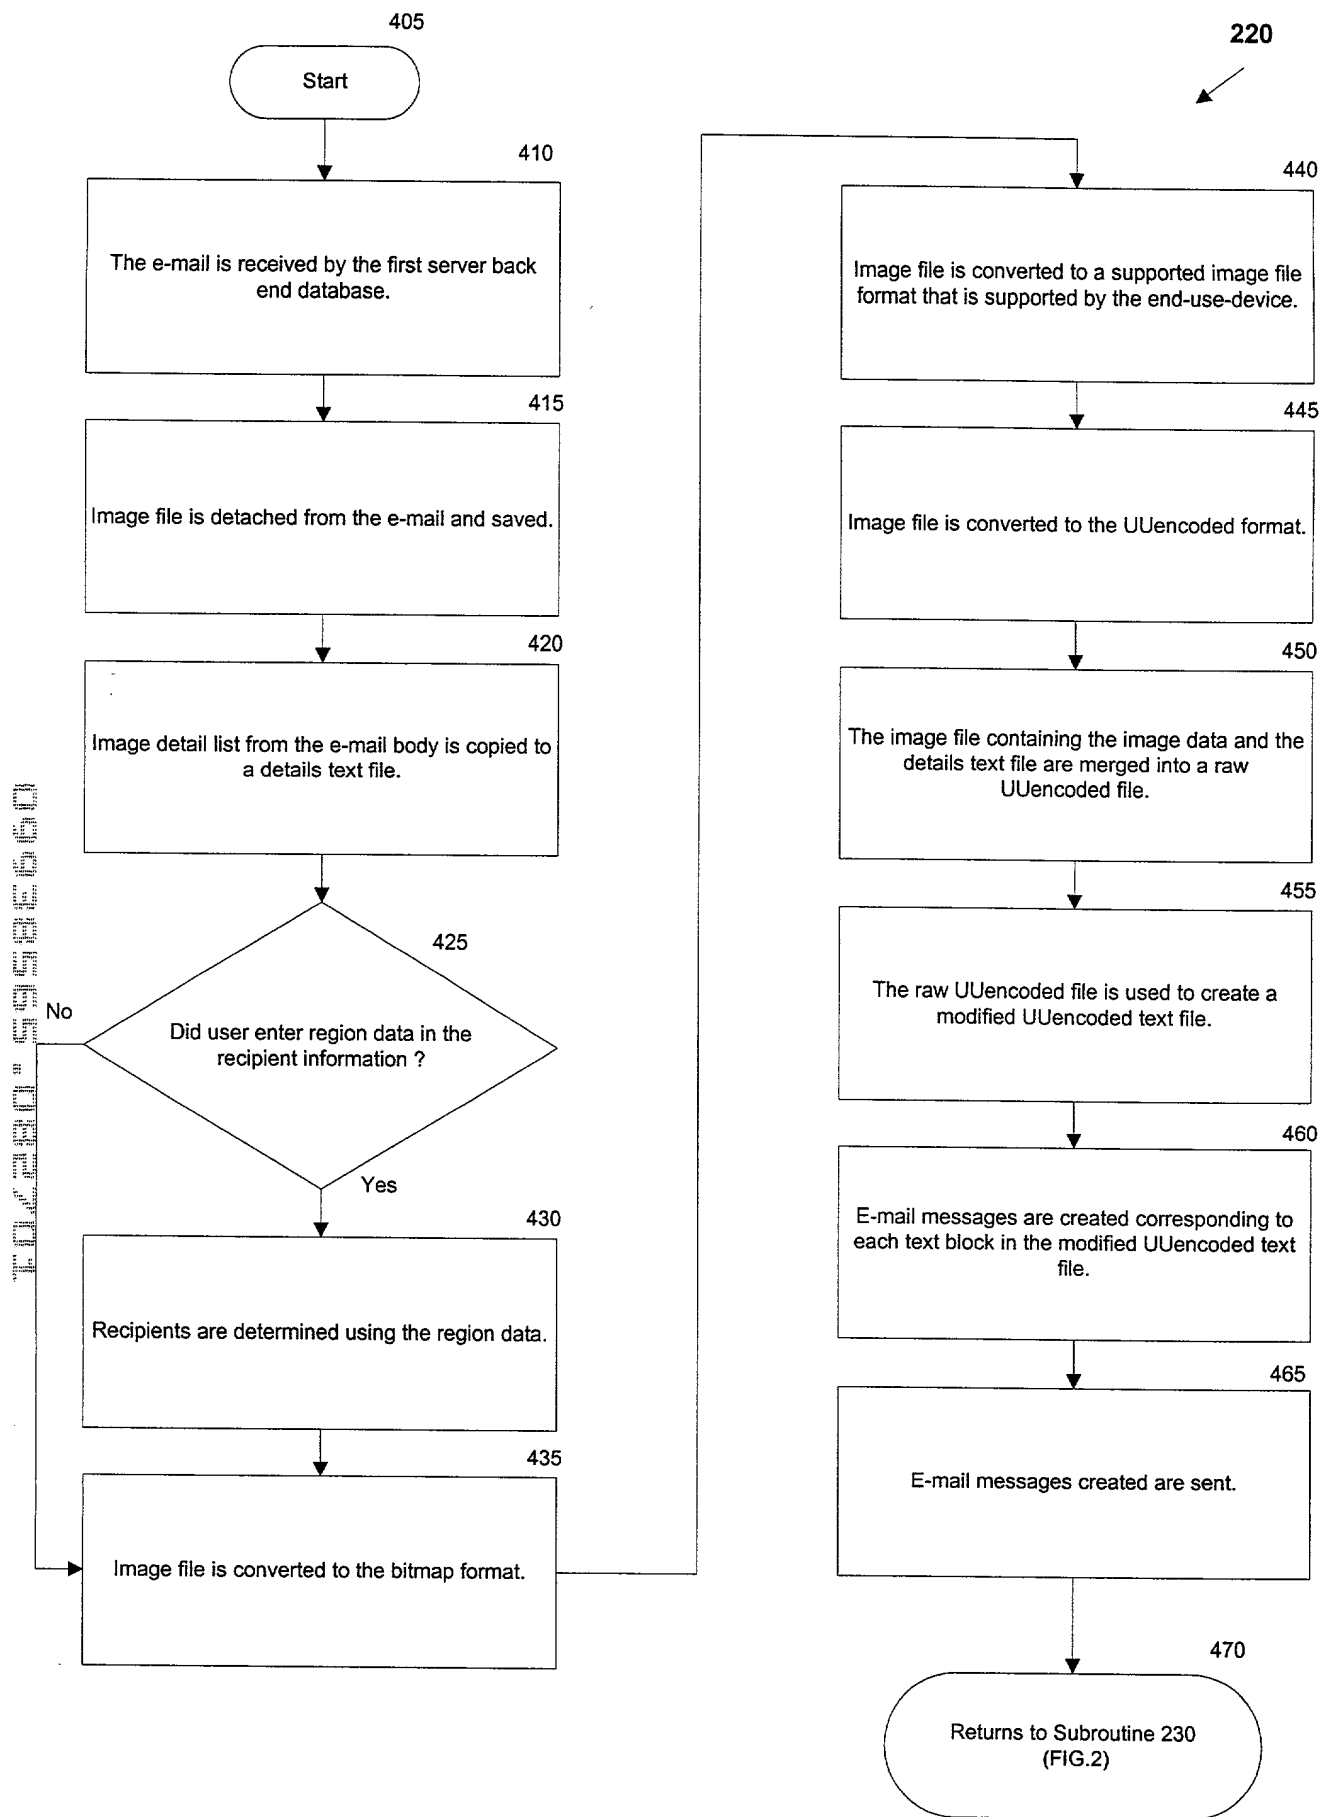 405
220
Start
410
The e-mail is received by the first server back
end database.
415
Image file is detached from the e-mail and saved.
420
Image detail list from the e-mail body is copied to
a details text file.
425
No
Did user enter region data in the
recipient information ?
Yes
430
Recipients are determined using the region data.
435
Image file is converted to the bitmap format.
440
Image file is converted to a supported image file
format that is supported by the end-use-device.
445
Image file is converted to the UUencoded format.
450
The image file containing the image data and the
details text file are merged into a raw
UUencoded file.
455
The raw UUencoded file is used to create a
modified UUencoded text file.
460
E-mail messages are created corresponding to
each text block in the modified UUencoded text
file.
465
E-mail messages created are sent.
470
Returns to Subroutine 230
(FIG.2)